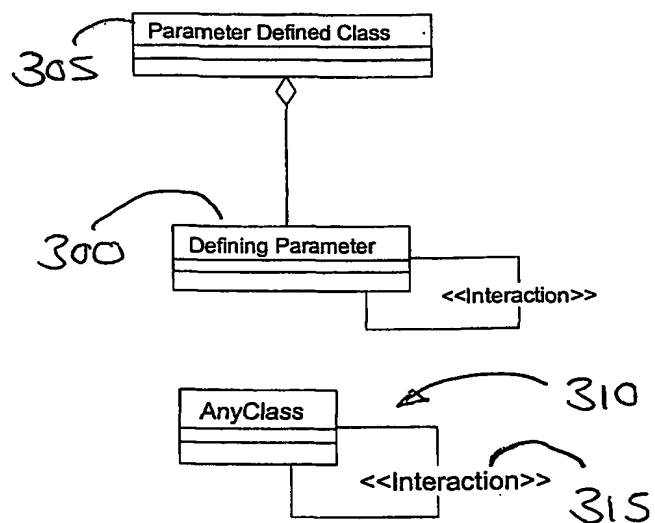 Parameter Defined Class
305
300
Defining Parameter
<<Interaction>>
AnyClass
310
<<Interaction>>
315